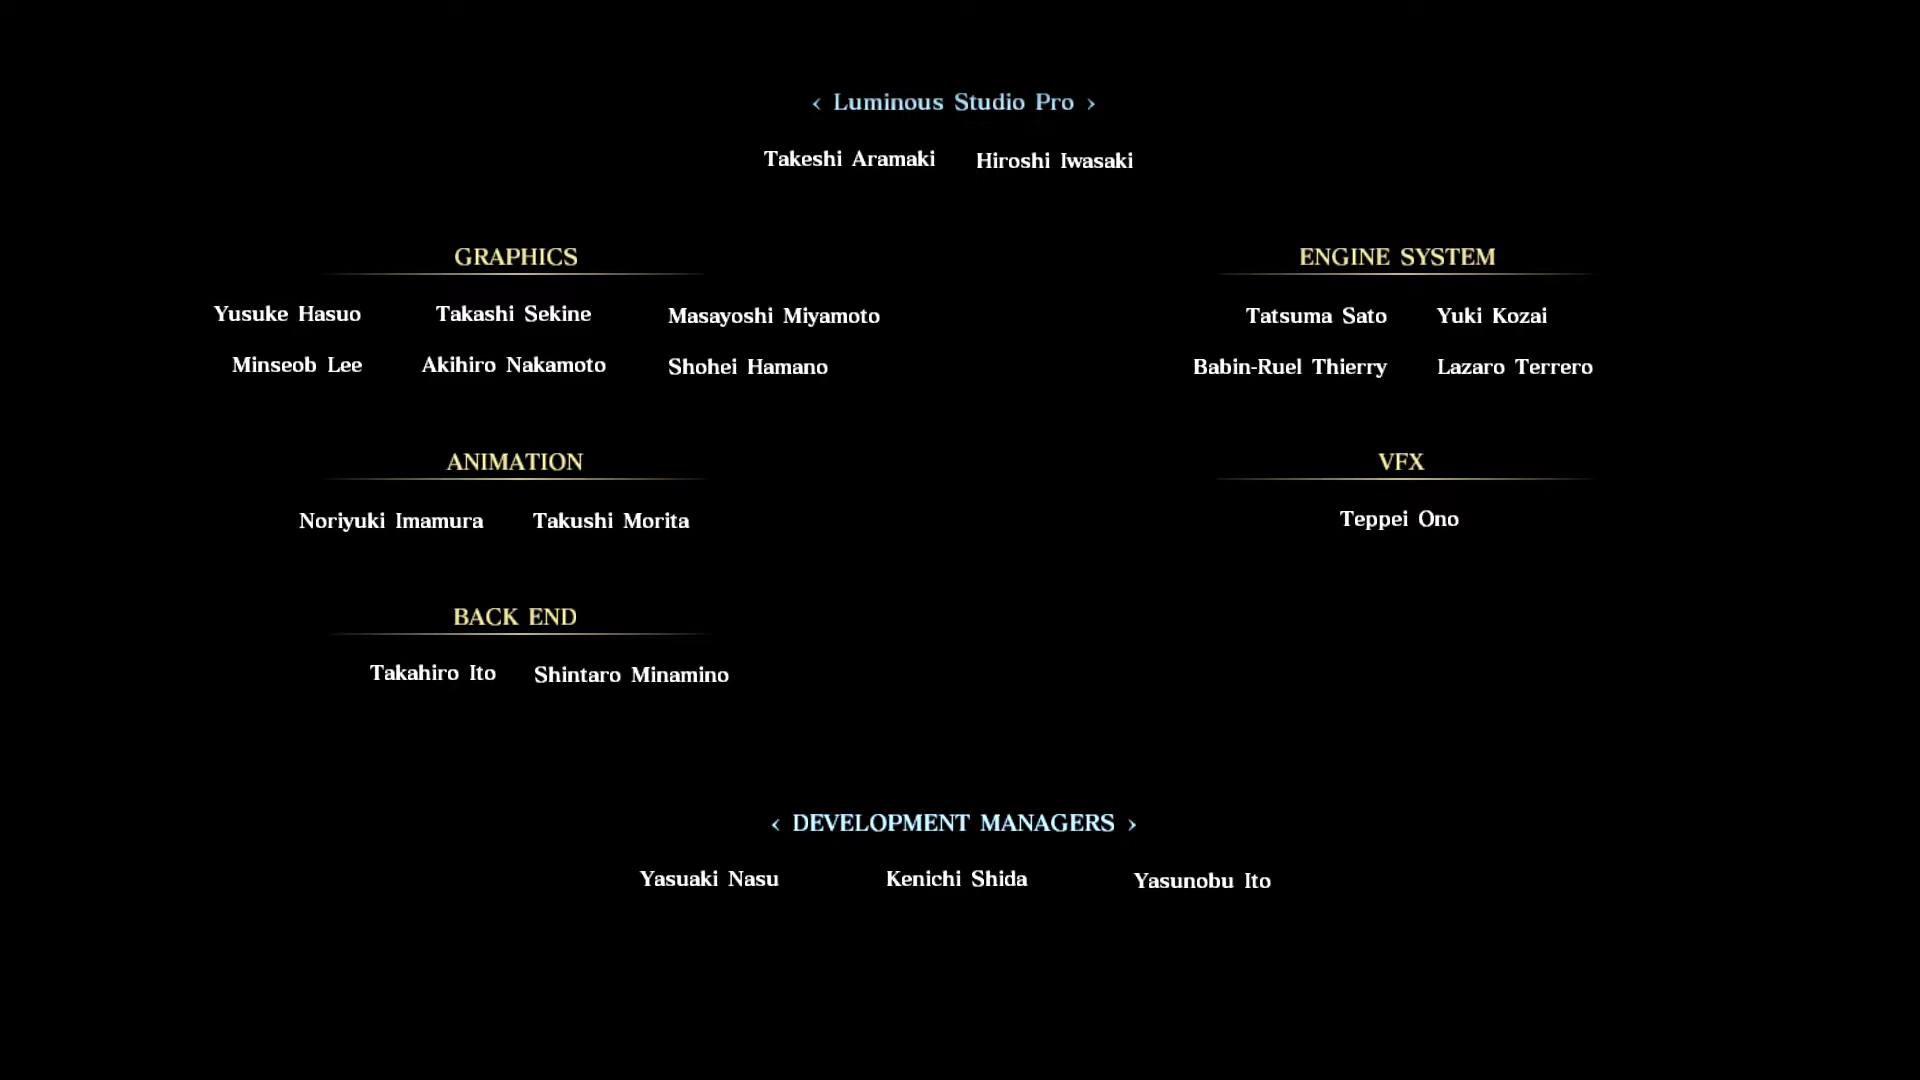 ‹ Luminous Studio Pro ›
Takeshi Aramaki Hiroshi Iwasaki
GRAPHICS
Yusuke Hasuo Takashi Sekine Masayoshi Miyamoto
Minseob Lee Akihiro Nakamoto Shohei Hamano
ENGINE SYSTEM
Tatsuma Sato Yuki Kozai
Babin-Ruel Thierry Lazaro Terrero
ANIMATION
Noriyuki Imamura Takushi Morita
VFX
Teppei Ono
BACK END
Takahiro Ito Shintaro Minamino
‹ DEVELOPMENT MANAGERS ›
Yasuaki Nasu Kenichi Shida Yasunobu Ito